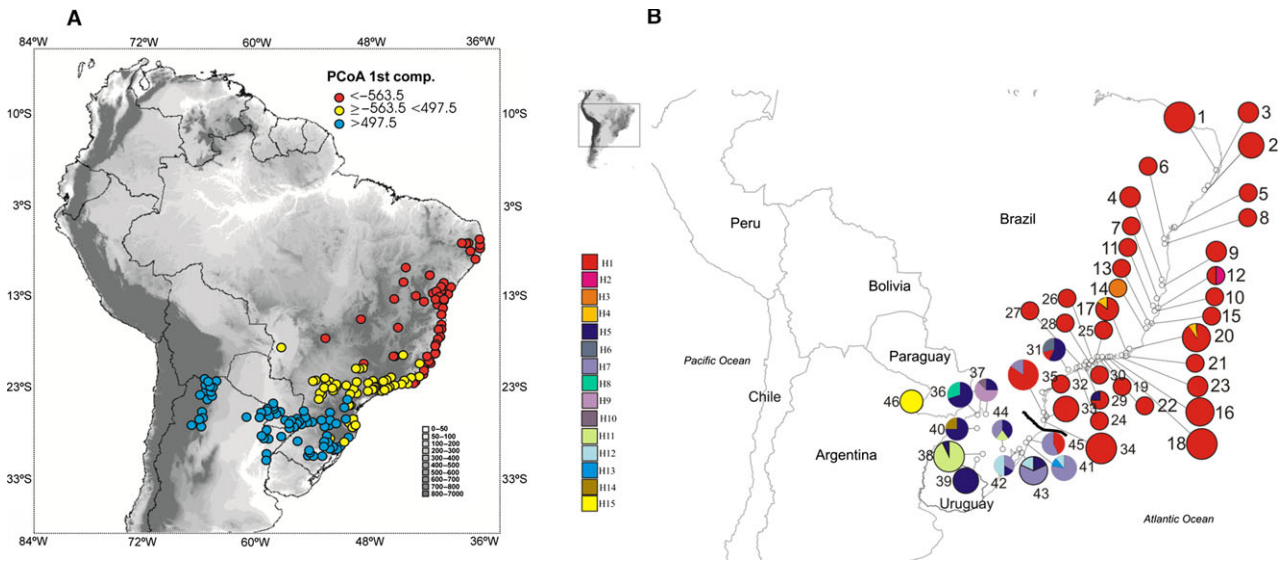 A
84ºW 72ºW 60ºW 48ºW 36ºW
PCoA 1st comp.
<-563.5
≥-563.5 <497.5
>497.5
10ºS 10ºS
3ºS 3ºS
13ºS 13ºS
23ºS 23ºS
33ºS 33ºS
0–50
50–100
100–200
200–300
300–400
400–500
500–600
600–700
700–800
800–7000
84ºW 72ºW 60ºW 48ºW 36ºW
B
Peru
Brazil
Bolivia
Pacific Ocean
Paraguay
Chile
Argentina
Uruguay
Atlantic Ocean
H1
H2
H3
H4
H5
H6
H7
H8
H9
H10
H11
H12
H13
H14
H15
1
3
2
6
4
5
7
8
11
9
13
12
14
10
26
17
15
27
28
25
20
31
21
37
35
30
36
32
19
23
46
33
29
22
16
44
24
40
45
34
18
38
39
42
43
41